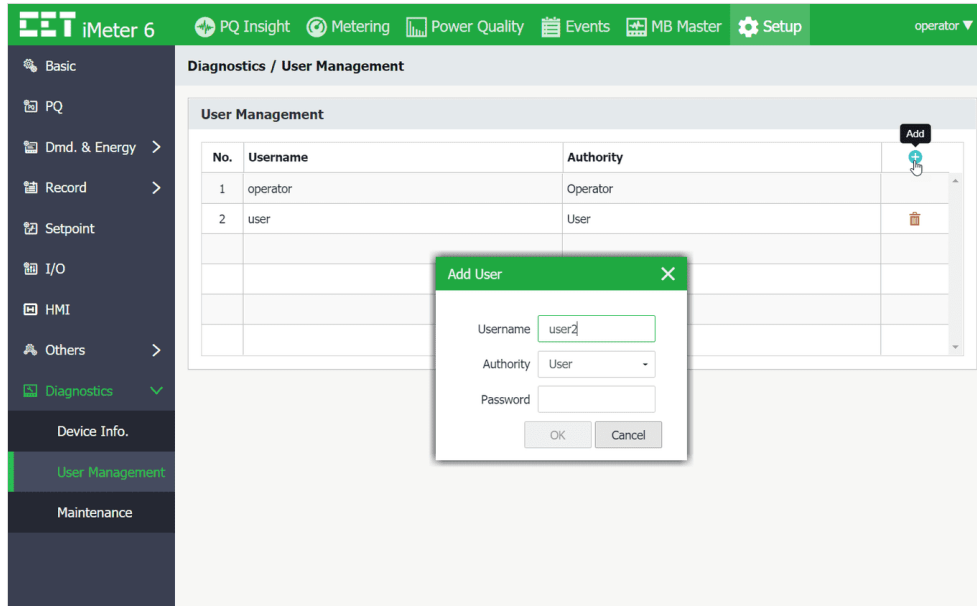 CET iMeter 6 PQ Insight Metering Power Quality Events MB Master Setup operator
Basic
Diagnostics / User Management
PQ
User Management
Add
Dmd. & Energy
No. Username Authority
Record
1 operator Operator
2 user User
Setpoint
I/O
Add User
HMI
Username user2
Others
Authority User
Diagnostics
Password
Device Info.
OK Cancel
User Management
Maintenance